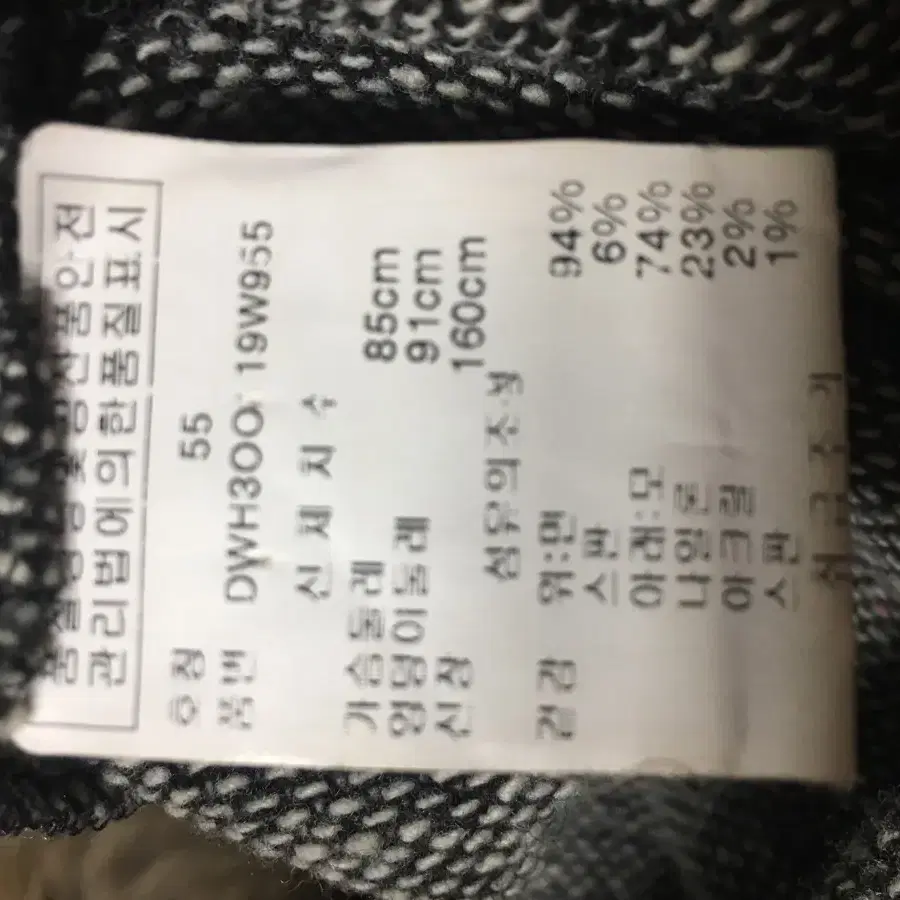 품질경영및공산품안전
관리법에의한품질표시
호칭 55
품번 DWH3OO 19W955
신 체 치 수
가슴둘레 85cm
엉덩이둘레 91cm
신장 160cm
섬유의조성
겉감 위:면 94%
스판 6%
아래:모 74%
나일론 23%
아크릴 2%
스판 1%